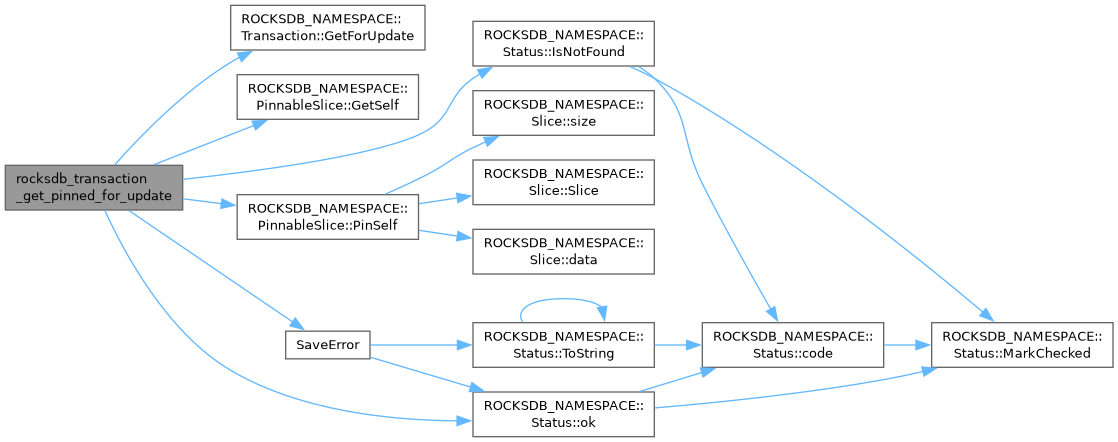 rocksdb_transaction
_get_pinned_for_update
ROCKSDB_NAMESPACE::
Transaction::GetForUpdate
ROCKSDB_NAMESPACE::
PinnableSlice::GetSelf
ROCKSDB_NAMESPACE::
Status::IsNotFound
ROCKSDB_NAMESPACE::
PinnableSlice::PinSelf
ROCKSDB_NAMESPACE::
Slice::size
ROCKSDB_NAMESPACE::
Slice::Slice
ROCKSDB_NAMESPACE::
Slice::data
SaveError
ROCKSDB_NAMESPACE::
Status::ToString
ROCKSDB_NAMESPACE::
Status::ok
ROCKSDB_NAMESPACE::
Status::code
ROCKSDB_NAMESPACE::
Status::MarkChecked